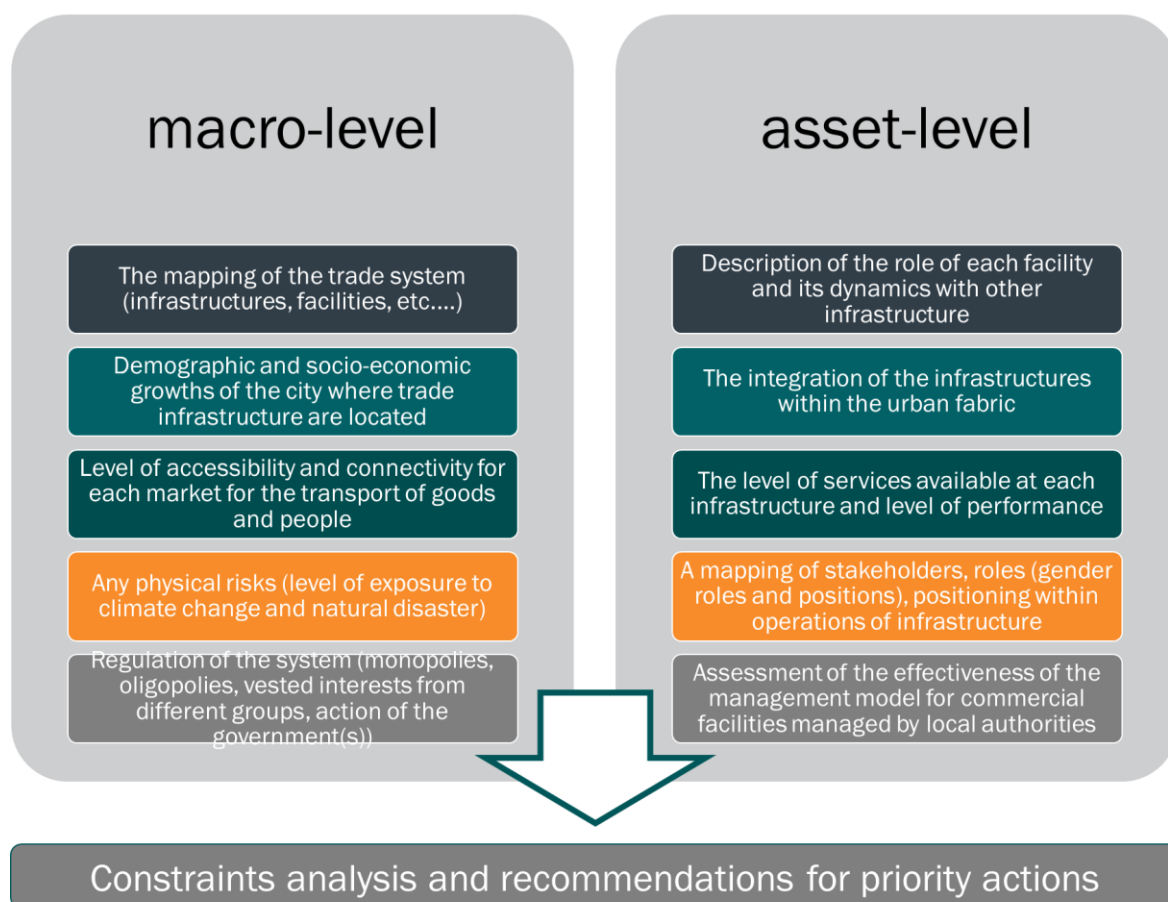 macro-level
The mapping of the trade system
(infrastructures, facilities, etc....)
Demographic and socio-economic
growths of the city where trade
infrastructure are located
Level of accessibility and connectivity for
each market for the transport of goods
and people
Any physical risks (level of exposure to
climate change and natural disaster)
Regulation of the system (monopolies,
oligopolies, vested interests from
different groups, action of the
government(s))
asset-level
Description of the role of each facility
and its dynamics with other
infrastructure
The integration of the infrastructures
within the urban fabric
The level of services available at each
infrastructure and level of performance
A mapping of stakeholders, roles (gender
roles and positions), positioning within
operations of infrastructure
Assessment of the effectiveness of the
management model for commercial
facilities managed by local authorities
Constraints analysis and recommendations for priority actions